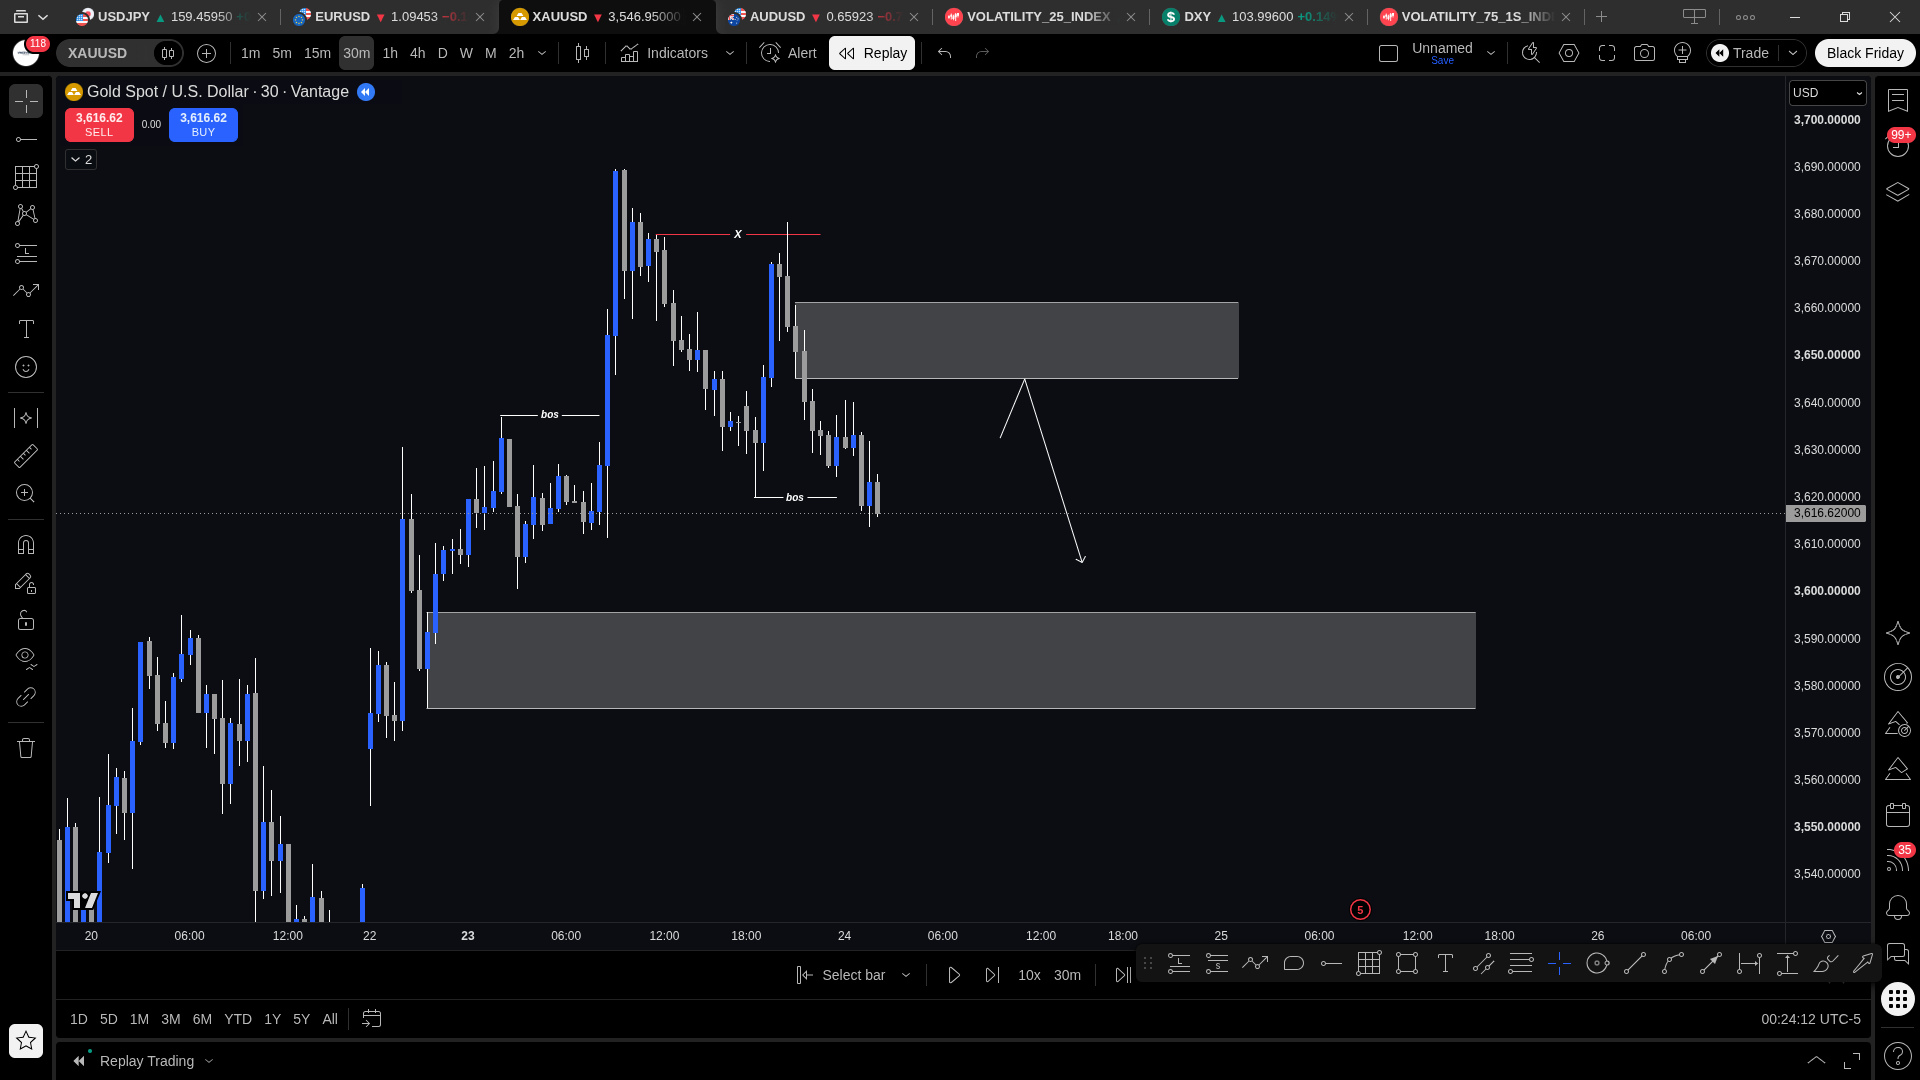 USDJPY 159.45950
EURUSD 1.09453
XAUUSD 3,546.95000
AUDUSD 0.65923
VOLATILITY_25_INDEX
DXY 103.99600 +0.14%
VOLATILITY_75_1S_IND
118
XAUUSD
1m 5m 15m 30m 1h 4h D W M 2h
Indicators
Alert
Replay
Unnamed
Save
Trade
Black Friday
Gold Spot / U.S. Dollar · 30 · Vantage
3,616.62
SELL
0.00
3,616.62
BUY
2
USD
99+
3,700.00000
3,690.00000
3,680.00000
3,670.00000
3,660.00000
3,650.00000
3,640.00000
3,630.00000
3,620.00000
3,616.62000
3,610.00000
3,600.00000
3,590.00000
3,580.00000
3,570.00000
3,560.00000
3,550.00000
3,540.00000
X
bos
bos
35
5
20 06:00 12:00 22 23 06:00 12:00 18:00 24 06:00 12:00 18:00 25 06:00 12:00 18:00 26 06:00
Select bar
10x
30m
1D 5D 1M 3M 6M YTD 1Y 5Y All
00:24:12 UTC-5
Replay Trading